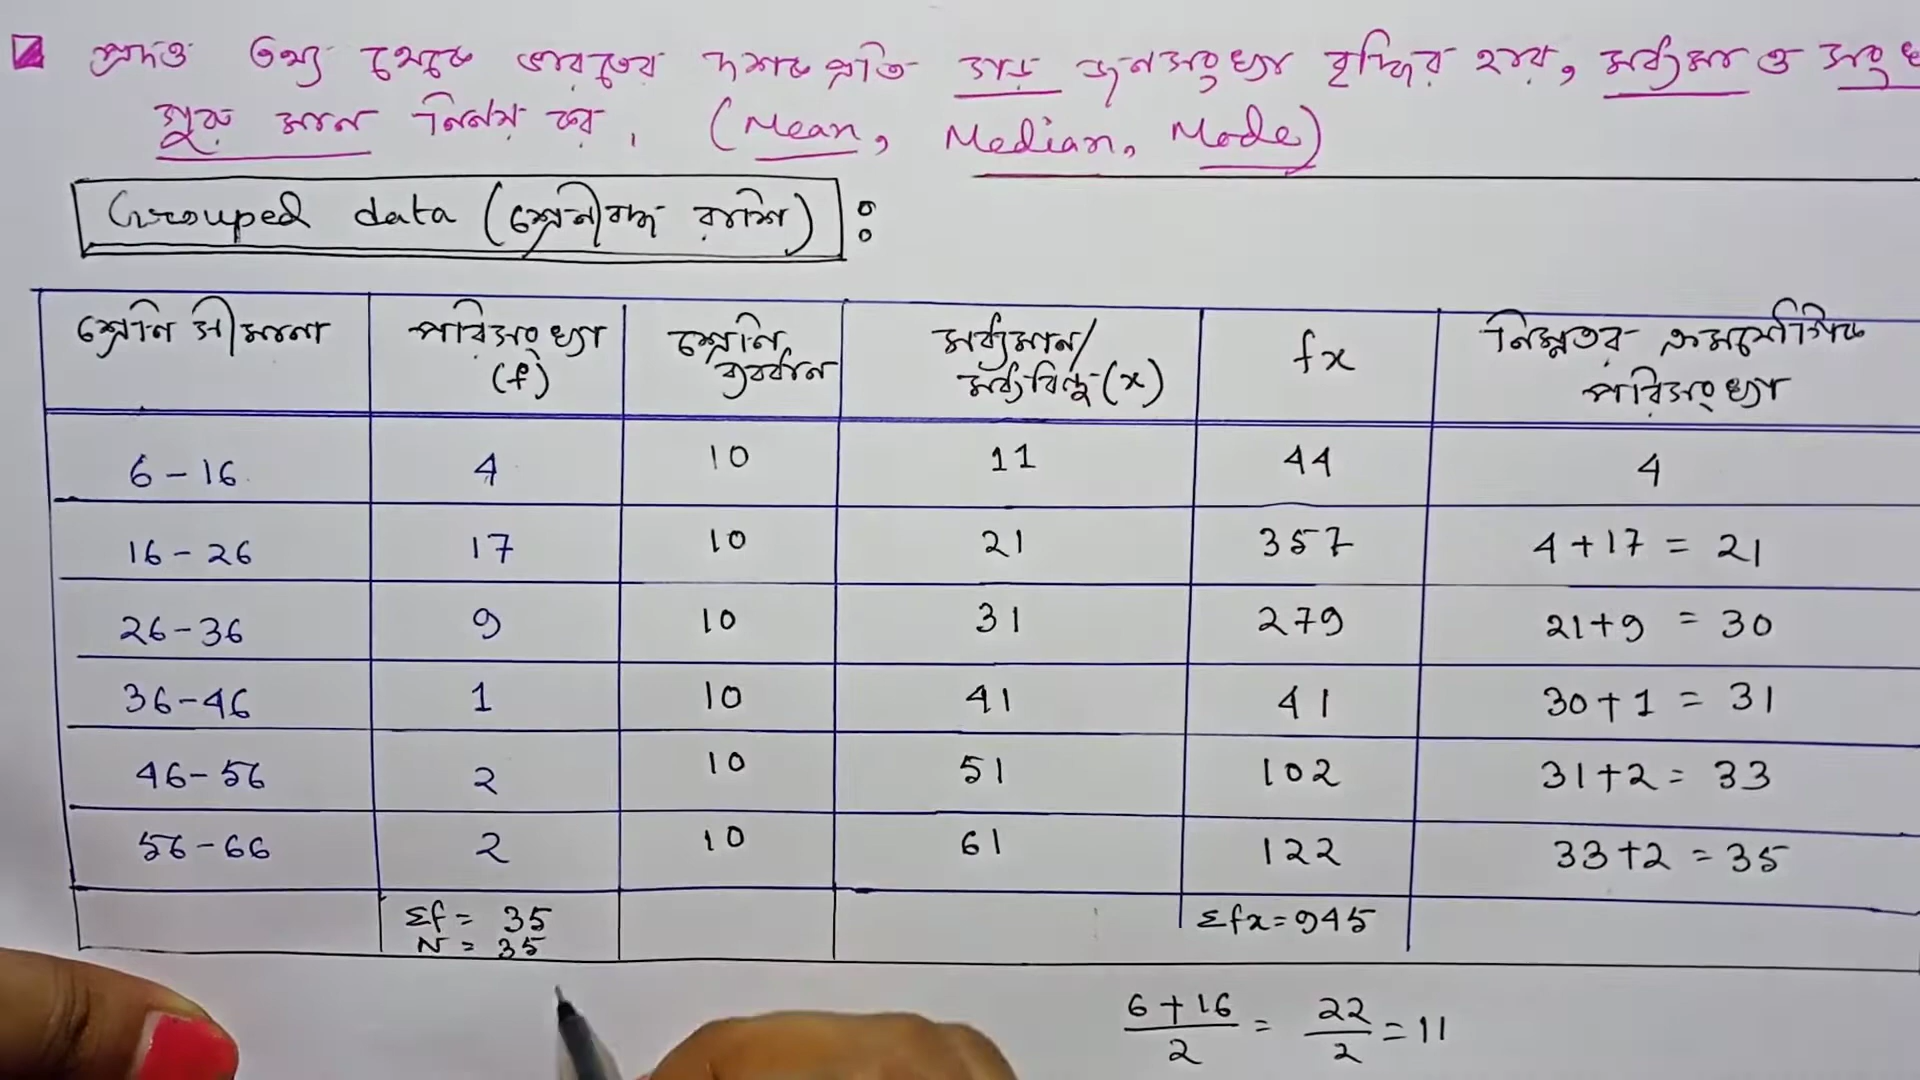 প্রদত্ত তথ্য থেকে ভারতের দশক প্রতি গড় জনসংখ্যা বৃদ্ধির হার, মধ্যমা ও
মান নির্ণয় কর। (Mean, Median, Mode)
Grouped data (শ্রেণীবদ্ধ রাশি) :
শ্রেণি সীমানা পরিসংখ্যা (f) শ্রেণি ব্যবধান মধ্যমান/মধ্যবিন্দু (x) fx নিম্নতর ক্রমযৌগিক পরিসংখ্যা
6 - 16 4 10 11 44 4
16 - 26 17 10 21 357 4 + 17 = 21
26 - 36 9 10 31 279 21 + 9 = 30
36 - 46 1 10 41 41 30 + 1 = 31
46 - 56 2 10 51 102 31 + 2 = 33
56 - 66 2 10 61 122 33 + 2 = 35
Σf = 35 Σfx = 945
N = 35
6 + 16 / 2 = 22 / 2 = 11